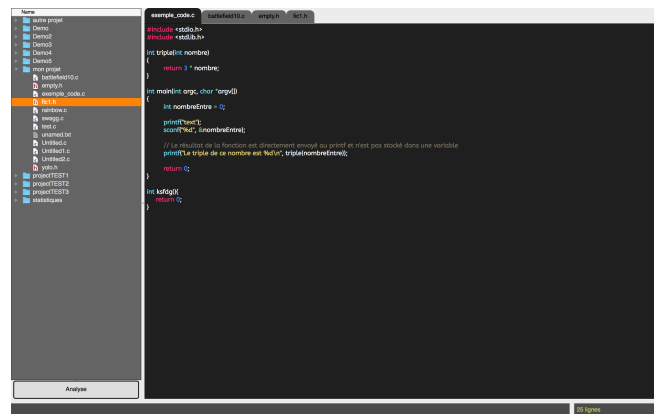 Name
autre projet
Demo
Demo2
Demo3
Demo4
Demo5
mon projet
battlefield10.c
empty.h
exemple_code.c
fic1.h
rainbow.c
swagg.c
test.c
unamed.txt
Untitled.c
Untitled1.c
Untitled2.c
yolo.h
projectTEST1
projectTEST2
projectTEST3
statistiques
Analyse
exemple_code.c battlefield10.c empty.h fic1.h
#include <stdio.h>
#include <stdlib.h>
int triple(int nombre)
{
return 3 * nombre;
}
int main(int argc, char *argv[])
{
int nombreEntre = 0;
printf("text");
scanf("%d", &nombreEntre);
// Le résultat de la fonction est directement envoyé au printf et n'est pas stocké dans une variable
printf("Le triple de ce nombre est %d\n", triple(nombreEntre));
return 0;
}
int ksfdg(){
return 0;
}
25 lignes